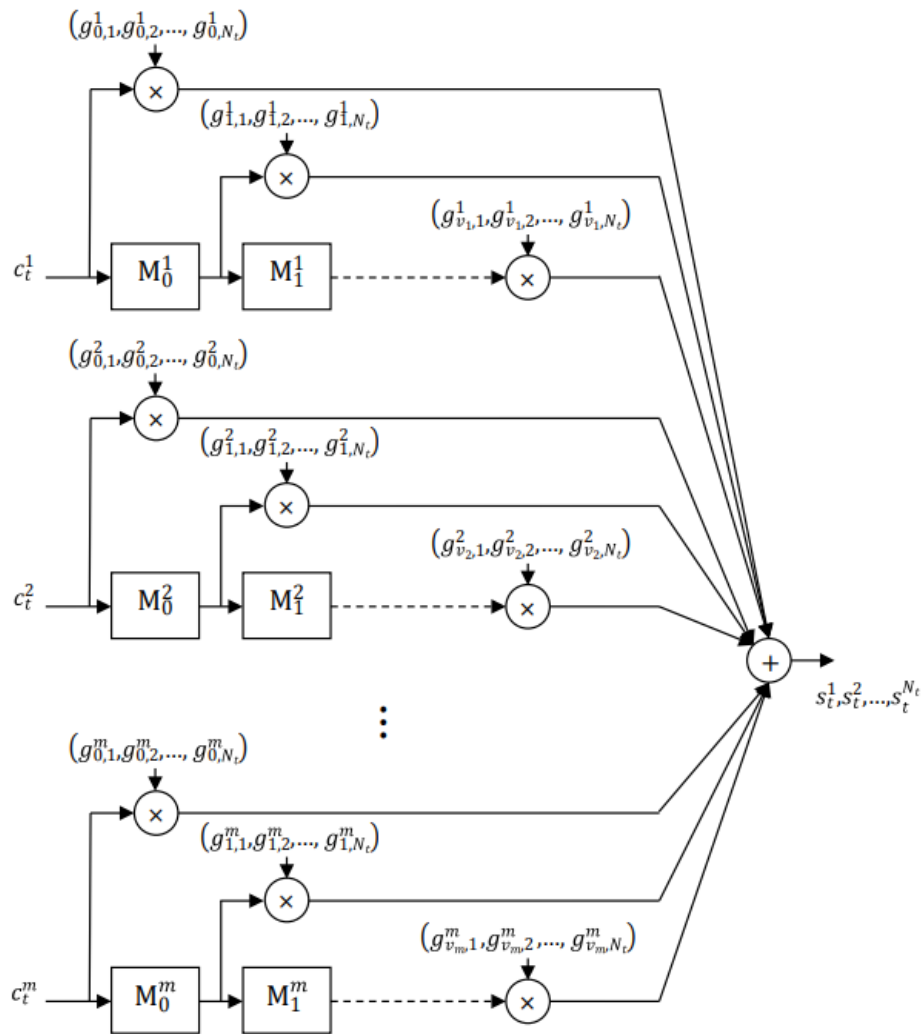 (g^1_{0,1},g^1_{0,2},..., g^1_{0,N_t})
×
(g^1_{1,1},g^1_{1,2},..., g^1_{1,N_t})
×
(g^1_{v_1,1},g^1_{v_1,2},..., g^1_{v_1,N_t})
c^1_t M^1_0 M^1_1 ×
(g^2_{0,1},g^2_{0,2},..., g^2_{0,N_t})
×
(g^2_{1,1},g^2_{1,2},..., g^2_{1,N_t})
×
(g^2_{v_2,1},g^2_{v_2,2},..., g^2_{v_2,N_t})
c^2_t M^2_0 M^2_1 ×
+
s^1_t,s^2_t,...,s^{N_t}_t
⋮
(g^m_{0,1},g^m_{0,2},..., g^m_{0,N_t})
×
(g^m_{1,1},g^m_{1,2},..., g^m_{1,N_t})
×
(g^m_{v_m,1},g^m_{v_m,2},..., g^m_{v_m,N_t})
c^m_t M^m_0 M^m_1 ×